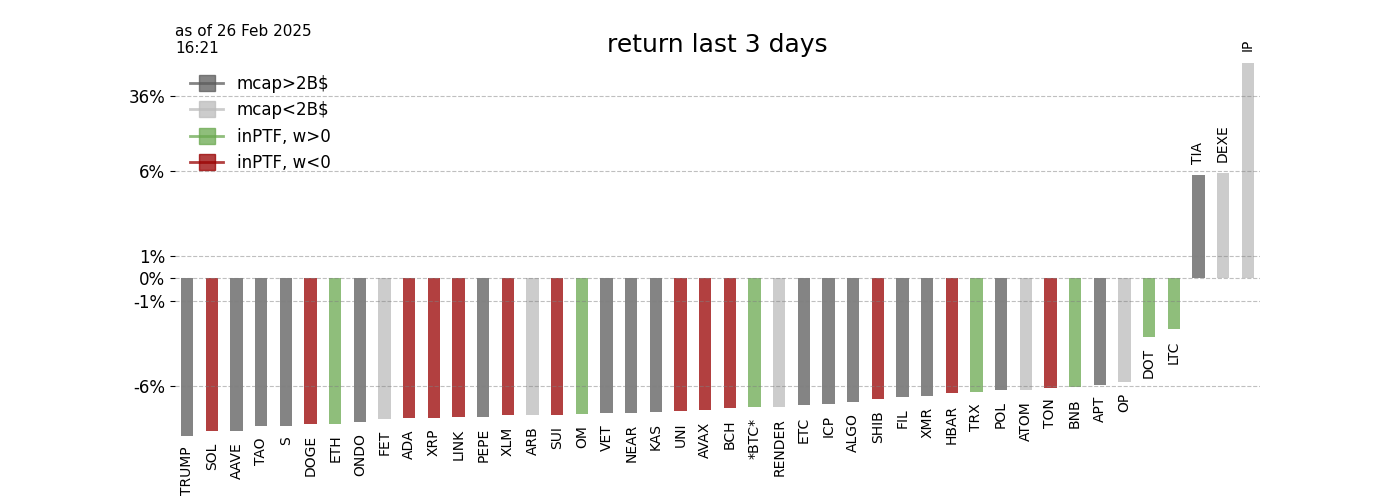 as of 26 Feb 2025
16:21
return last 3 days
mcap>2B$
mcap<2B$
inPTF, w>0
inPTF, w<0
36%
6%
1%
0%
-1%
-6%
TRUMP
SOL
AAVE
TAO
S
DOGE
ETH
ONDO
FET
ADA
XRP
LINK
PEPE
XLM
ARB
SUI
OM
VET
NEAR
KAS
UNI
AVAX
BCH
*BTC*
RENDER
ETC
ICP
ALGO
SHIB
FIL
XMR
HBAR
TRX
POL
ATOM
TON
BNB
APT
OP
DOT
LTC
TIA
DEXE
IP